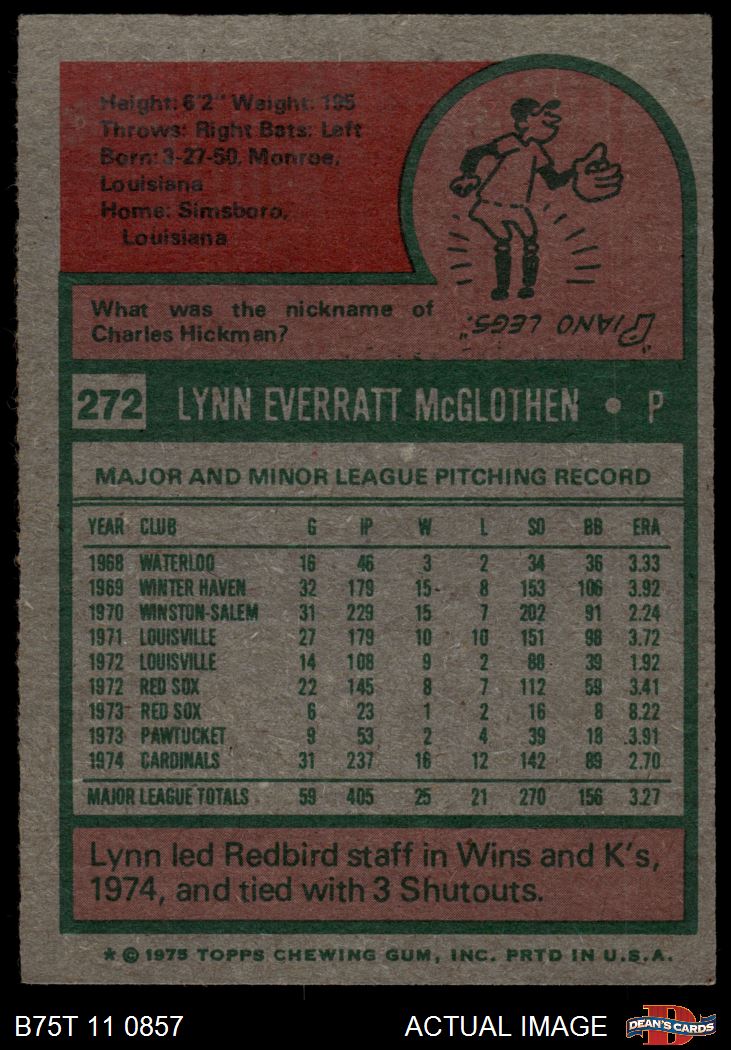 Height: 6'2" Weight: 195
Throws: Right Bats: Left
Born: 3-27-50, Monroe,
Louisiana
Home: Simsboro,
Louisiana
What was the nickname of
Charles Hickman?
"PIANO LEGS."
272 LYNN EVERRATT McGLOTHEN • P
MAJOR AND MINOR LEAGUE PITCHING RECORD
YEAR CLUB G IP W L SO BB ERA
1968 WATERLOO 16 46 3 2 34 36 3.33
1969 WINTER HAVEN 32 179 15 8 153 106 3.92
1970 WINSTON-SALEM 31 229 15 7 202 91 2.24
1971 LOUISVILLE 27 179 10 10 151 98 3.72
1972 LOUISVILLE 14 108 9 2 88 39 1.92
1972 RED SOX 22 145 8 7 112 59 3.41
1973 RED SOX 6 23 1 2 16 8 8.22
1973 PAWTUCKET 9 53 2 4 39 18 3.91
1974 CARDINALS 31 237 16 12 142 89 2.70
MAJOR LEAGUE TOTALS 59 405 25 21 270 156 3.27
Lynn led Redbird staff in Wins and K's,
1974, and tied with 3 Shutouts.
* © 1975 TOPPS CHEWING GUM, INC. PRTD IN U.S.A.
B75T 11 0857 ACTUAL IMAGE D DEAN'S CARDS